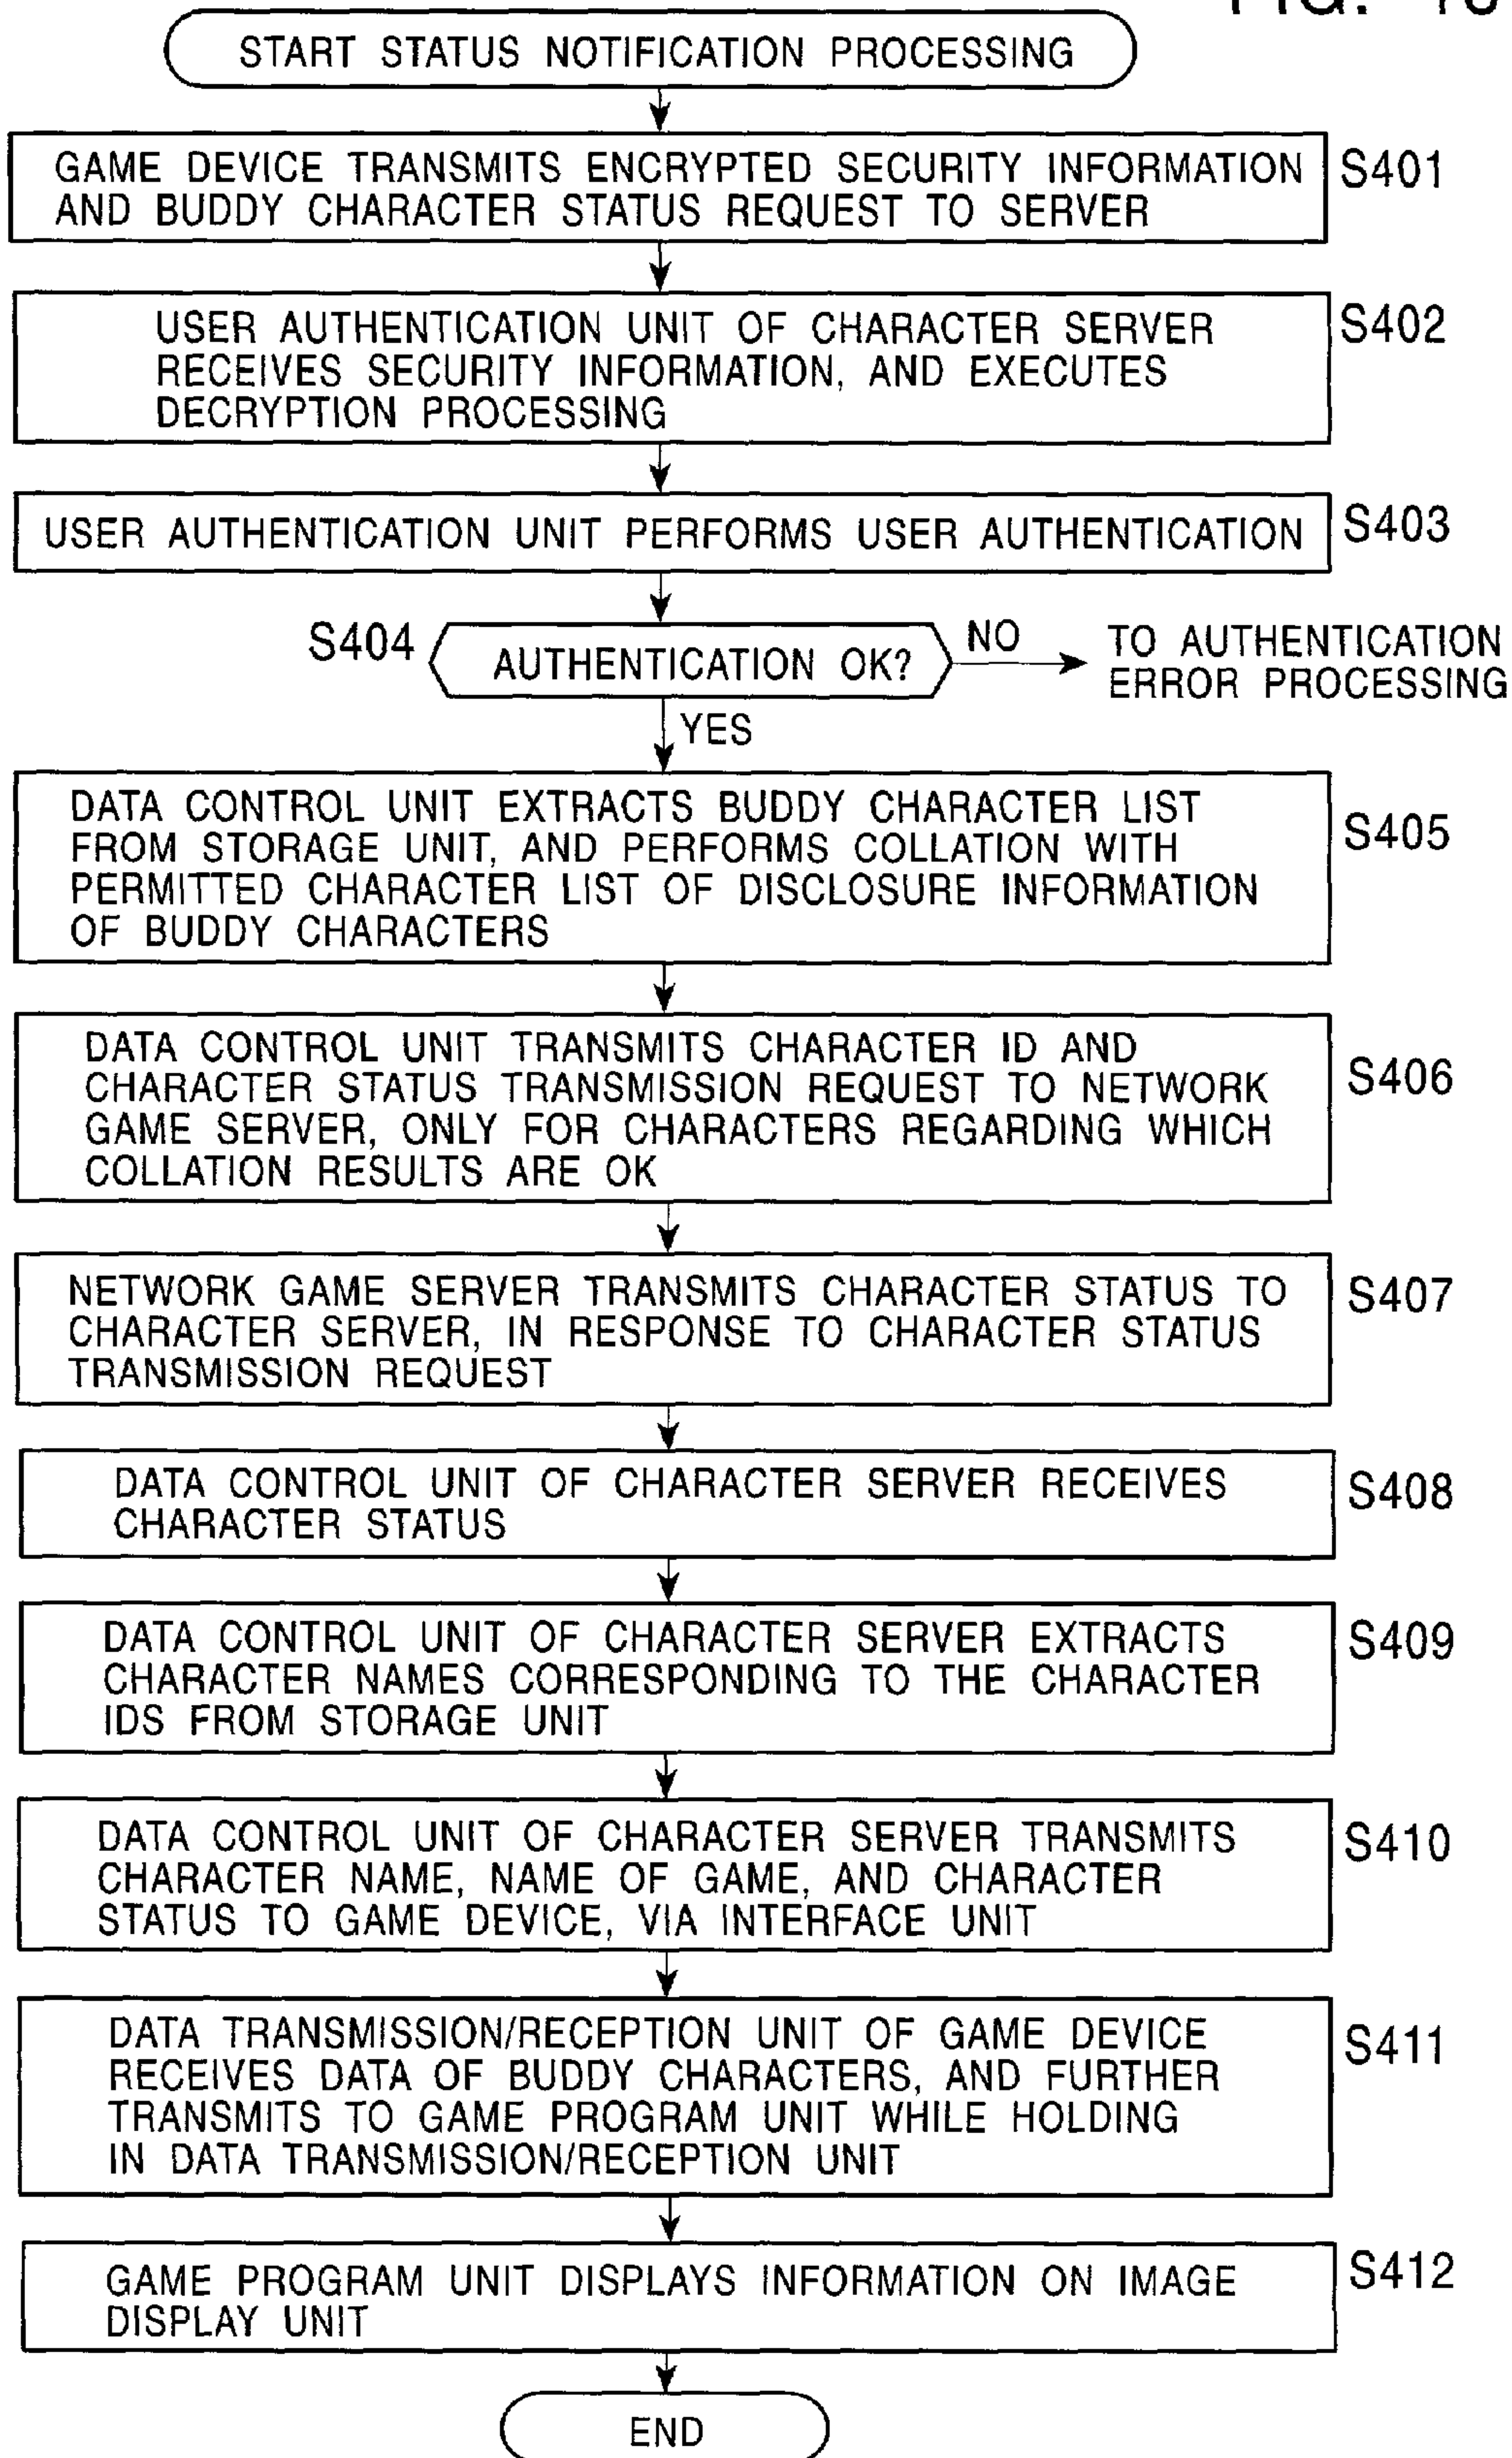 START STATUS NOTIFICATION PROCESSING
GAME DEVICE TRANSMITS ENCRYPTED SECURITY INFORMATION
AND BUDDY CHARACTER STATUS REQUEST TO SERVER
S401
USER AUTHENTICATION UNIT OF CHARACTER SERVER
RECEIVES SECURITY INFORMATION, AND EXECUTES
DECRYPTION PROCESSING
S402
USER AUTHENTICATION UNIT PERFORMS USER AUTHENTICATION
S403
S404
AUTHENTICATION OK?
NO
TO AUTHENTICATION
ERROR PROCESSING
YES
DATA CONTROL UNIT EXTRACTS BUDDY CHARACTER LIST
FROM STORAGE UNIT, AND PERFORMS COLLATION WITH
PERMITTED CHARACTER LIST OF DISCLOSURE INFORMATION
OF BUDDY CHARACTERS
S405
DATA CONTROL UNIT TRANSMITS CHARACTER ID AND
CHARACTER STATUS TRANSMISSION REQUEST TO NETWORK
GAME SERVER, ONLY FOR CHARACTERS REGARDING WHICH
COLLATION RESULTS ARE OK
S406
NETWORK GAME SERVER TRANSMITS CHARACTER STATUS TO
CHARACTER SERVER, IN RESPONSE TO CHARACTER STATUS
TRANSMISSION REQUEST
S407
DATA CONTROL UNIT OF CHARACTER SERVER RECEIVES
CHARACTER STATUS
S408
DATA CONTROL UNIT OF CHARACTER SERVER EXTRACTS
CHARACTER NAMES CORRESPONDING TO THE CHARACTER
IDS FROM STORAGE UNIT
S409
DATA CONTROL UNIT OF CHARACTER SERVER TRANSMITS
CHARACTER NAME, NAME OF GAME, AND CHARACTER
STATUS TO GAME DEVICE, VIA INTERFACE UNIT
S410
DATA TRANSMISSION/RECEPTION UNIT OF GAME DEVICE
RECEIVES DATA OF BUDDY CHARACTERS, AND FURTHER
TRANSMITS TO GAME PROGRAM UNIT WHILE HOLDING
IN DATA TRANSMISSION/RECEPTION UNIT
S411
GAME PROGRAM UNIT DISPLAYS INFORMATION ON IMAGE
DISPLAY UNIT
S412
END